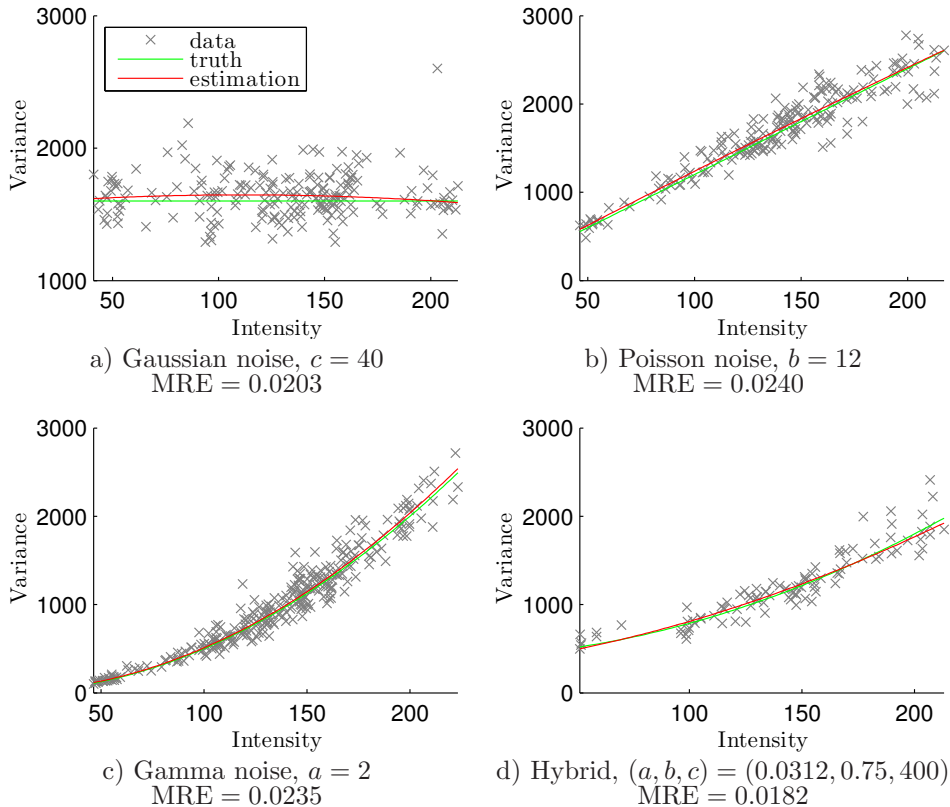 3000
2000
1000
Variance
data
truth
estimation
50 100 150 200
Intensity
a) Gaussian noise, c = 40
MRE = 0.0203
3000
2000
1000
0
Variance
50 100 150 200
Intensity
b) Poisson noise, b = 12
MRE = 0.0240
3000
2000
1000
0
Variance
50 100 150 200
Intensity
c) Gamma noise, a = 2
MRE = 0.0235
3000
2000
1000
0
Variance
100 150 200
Intensity
d) Hybrid, (a, b, c) = (0.0312, 0.75, 400)
MRE = 0.0182